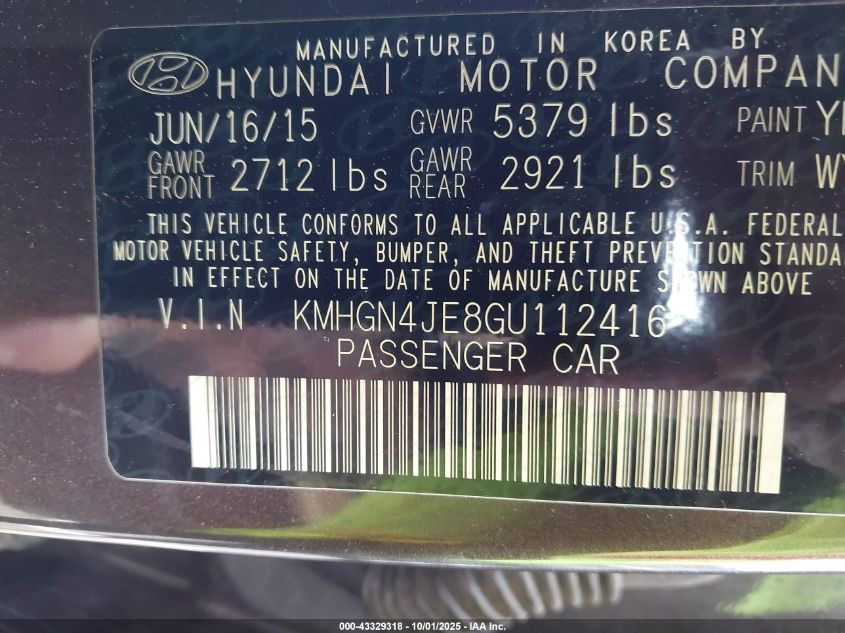 MANUFACTURED IN KOREA BY
HYUNDAI MOTOR COMPAN
JUN/16/15 GVWR 5379 lbs PAINT
GAWR FRONT 2712 lbs GAWR REAR 2921 lbs TRIM
THIS VEHICLE CONFORMS TO ALL APPLICABLE U.S.A. FEDERAL
MOTOR VEHICLE SAFETY, BUMPER, AND THEFT PREVENTION STANDA
IN EFFECT ON THE DATE OF MANUFACTURE SHOWN ABOVE
V.I.N KMHGN4JE8GU112416
PASSENGER CAR
000-43329318 - 10/01/2025 - IAA Inc.